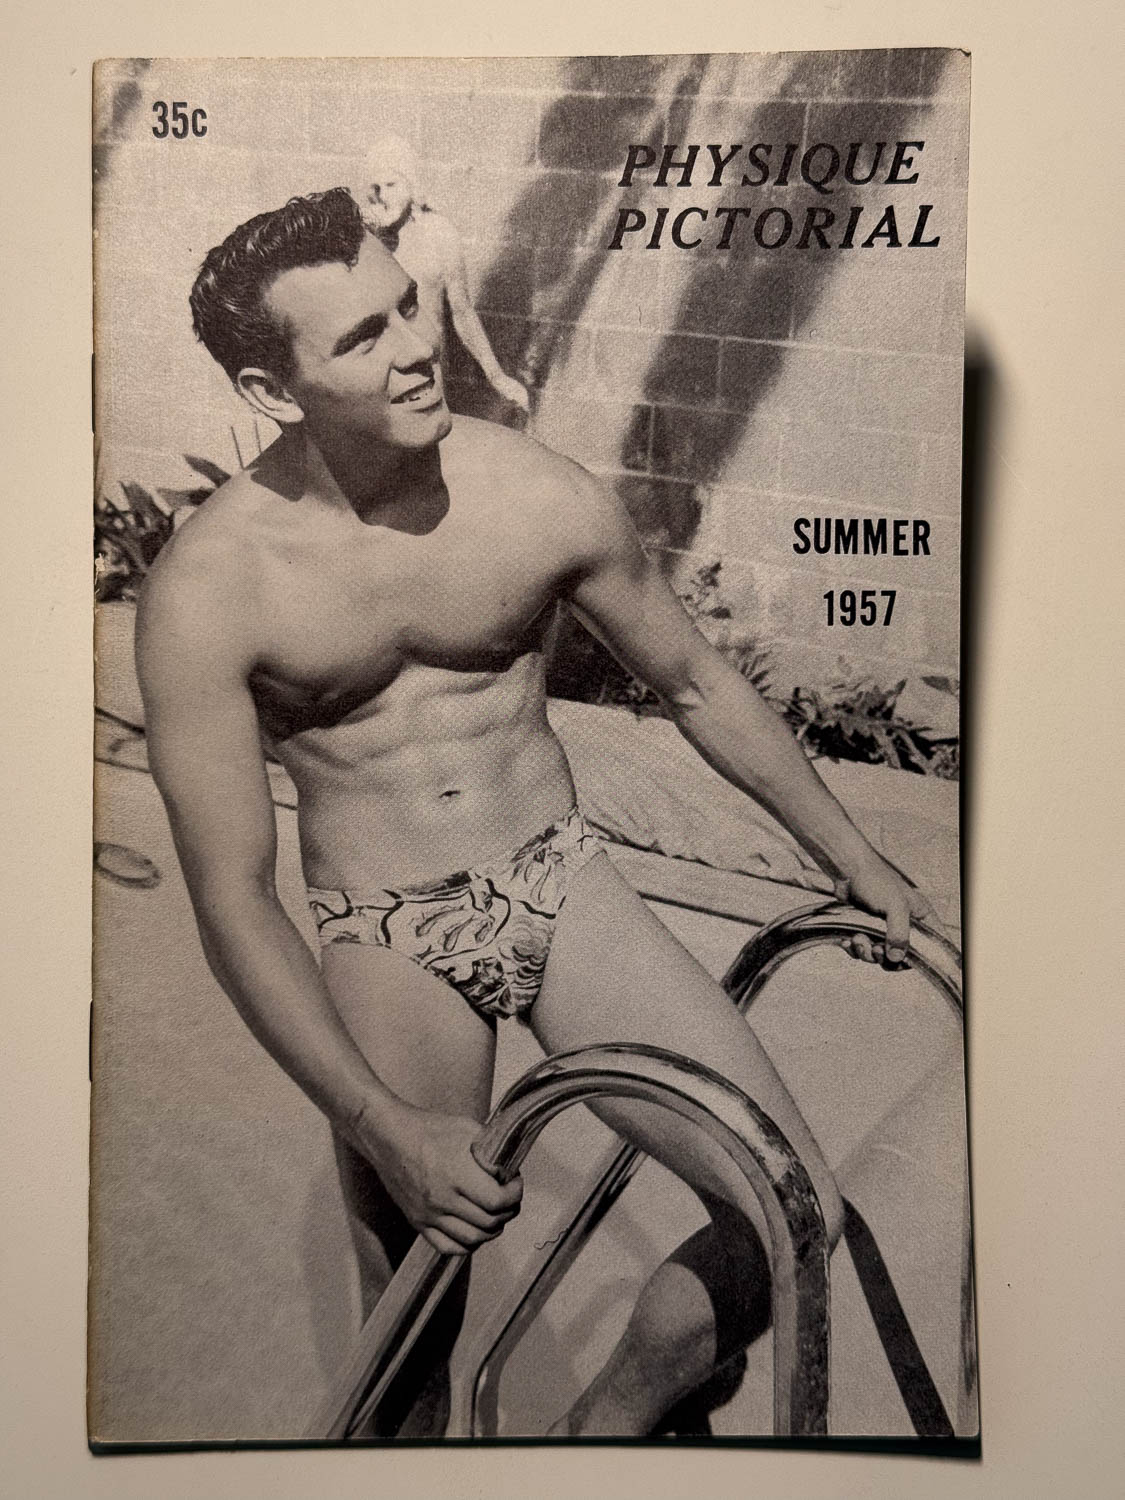 35c
PHYSIQUE
PICTORIAL
SUMMER
1957